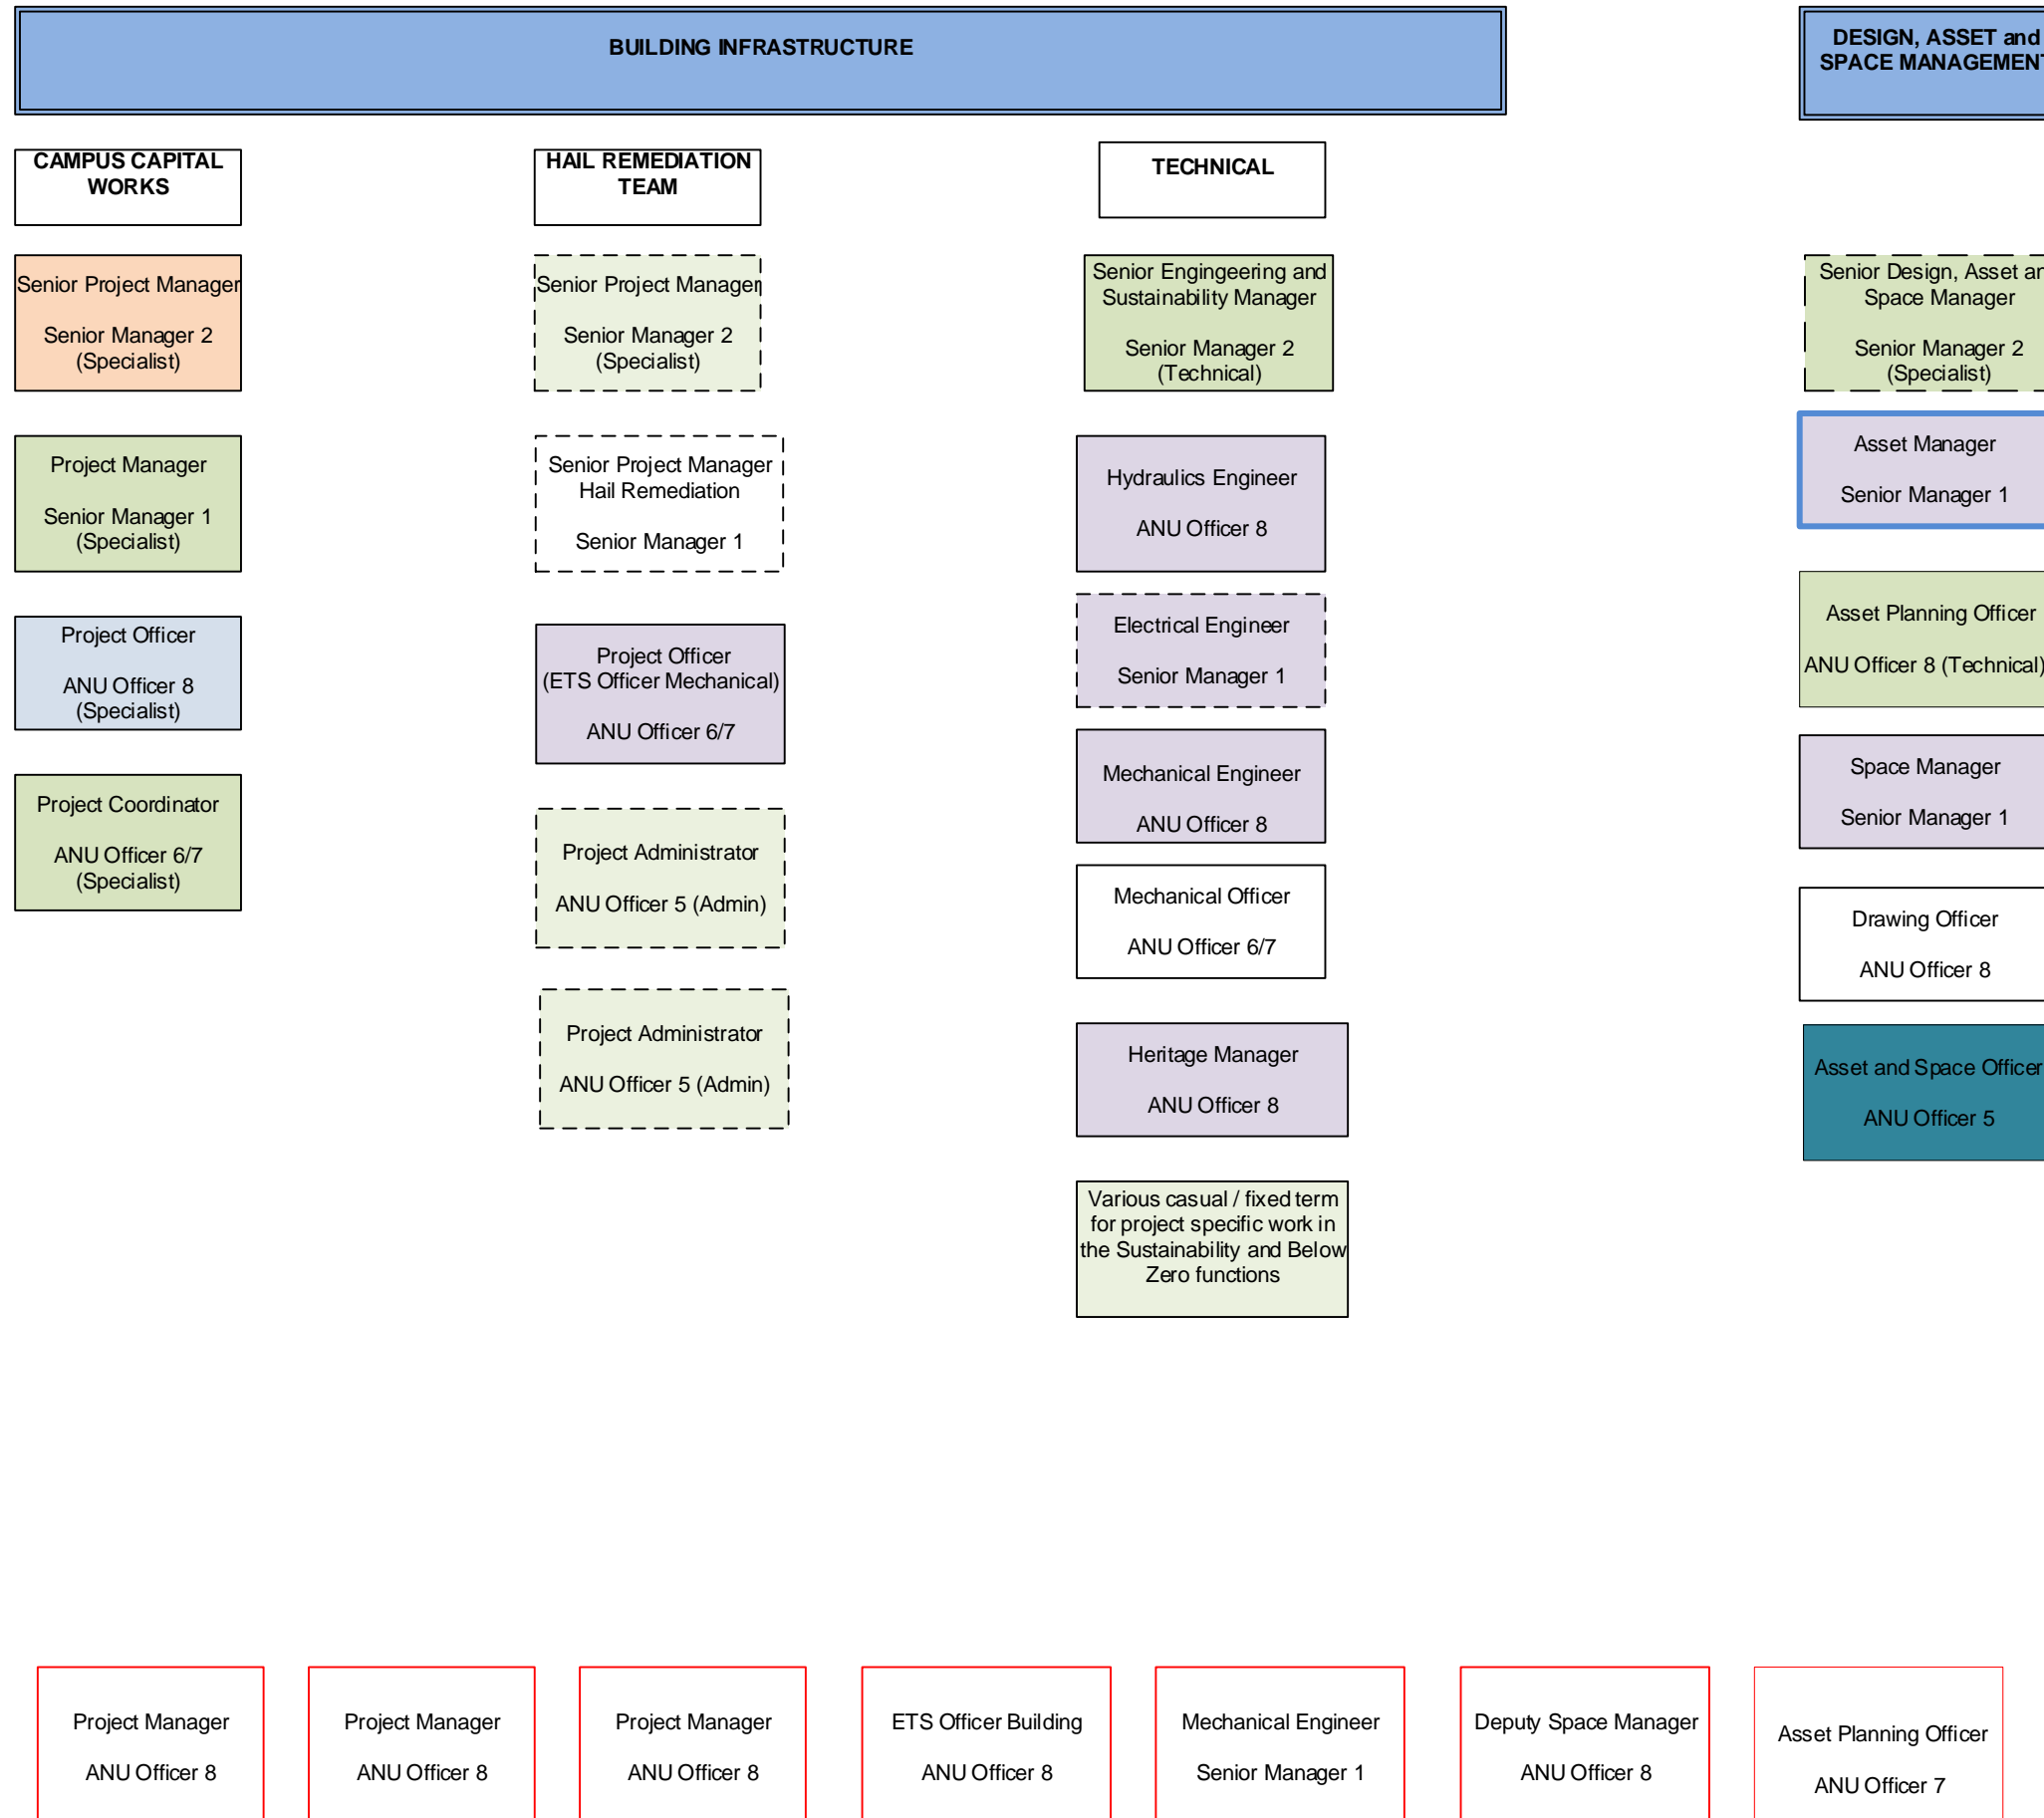 BUILDING INFRASTRUCTURE
DESIGN, ASSET and
SPACE MANAGEMENT
CAMPUS CAPITAL
WORKS
HAIL REMEDIATION
TEAM
TECHNICAL
Senior Project Manager
Senior Manager 2
(Specialist)
Project Manager
Senior Manager 1
(Specialist)
Project Officer
ANU Officer 8
(Specialist)
Project Coordinator
ANU Officer 6/7
(Specialist)
Senior Project Manager
Senior Manager 2
(Specialist)
Senior Project Manager
Hail Remediation
Senior Manager 1
Project Officer
(ETS Officer Mechanical)
ANU Officer 6/7
Project Administrator
ANU Officer 5 (Admin)
Project Administrator
ANU Officer 5 (Admin)
Senior Engingeering and
Sustainability Manager
Senior Manager 2
(Technical)
Hydraulics Engineer
ANU Officer 8
Electrical Engineer
Senior Manager 1
Mechanical Engineer
ANU Officer 8
Mechanical Officer
ANU Officer 6/7
Heritage Manager
ANU Officer 8
Various casual / fixed term
for project specific work in
the Sustainability and Below
Zero functions
Senior Design, Asset an
Space Manager
Senior Manager 2
(Specialist)
Asset Manager
Senior Manager 1
Asset Planning Officer
ANU Officer 8 (Technical)
Space Manager
Senior Manager 1
Drawing Officer
ANU Officer 8
Asset and Space Officer
ANU Officer 5
Project Manager
ANU Officer 8
Project Manager
ANU Officer 8
Project Manager
ANU Officer 8
ETS Officer Building
ANU Officer 8
Mechanical Engineer
Senior Manager 1
Deputy Space Manager
ANU Officer 8
Asset Planning Officer
ANU Officer 7